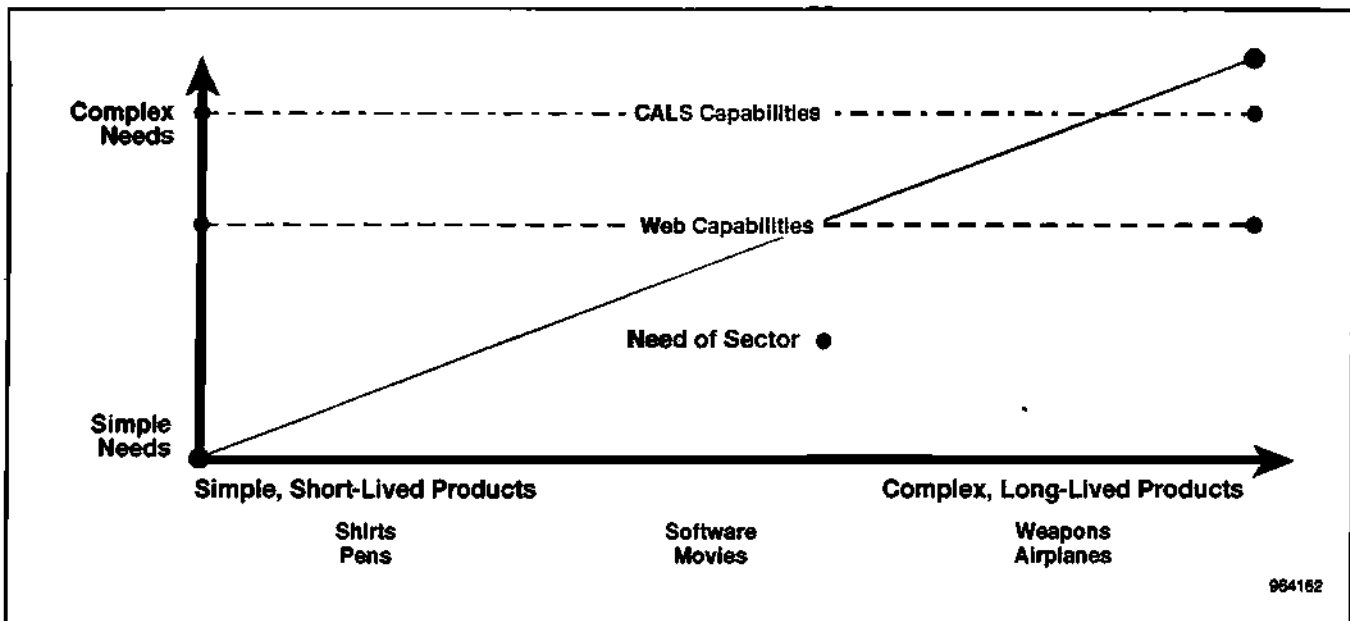 Complex
Needs
CALS Capabilities
Web Capabilities
Need of Sector
Simple
Needs
Simple, Short-Lived Products
Complex, Long-Lived Products
Shirts
Pens
Software
Movies
Weapons
Airplanes
964162